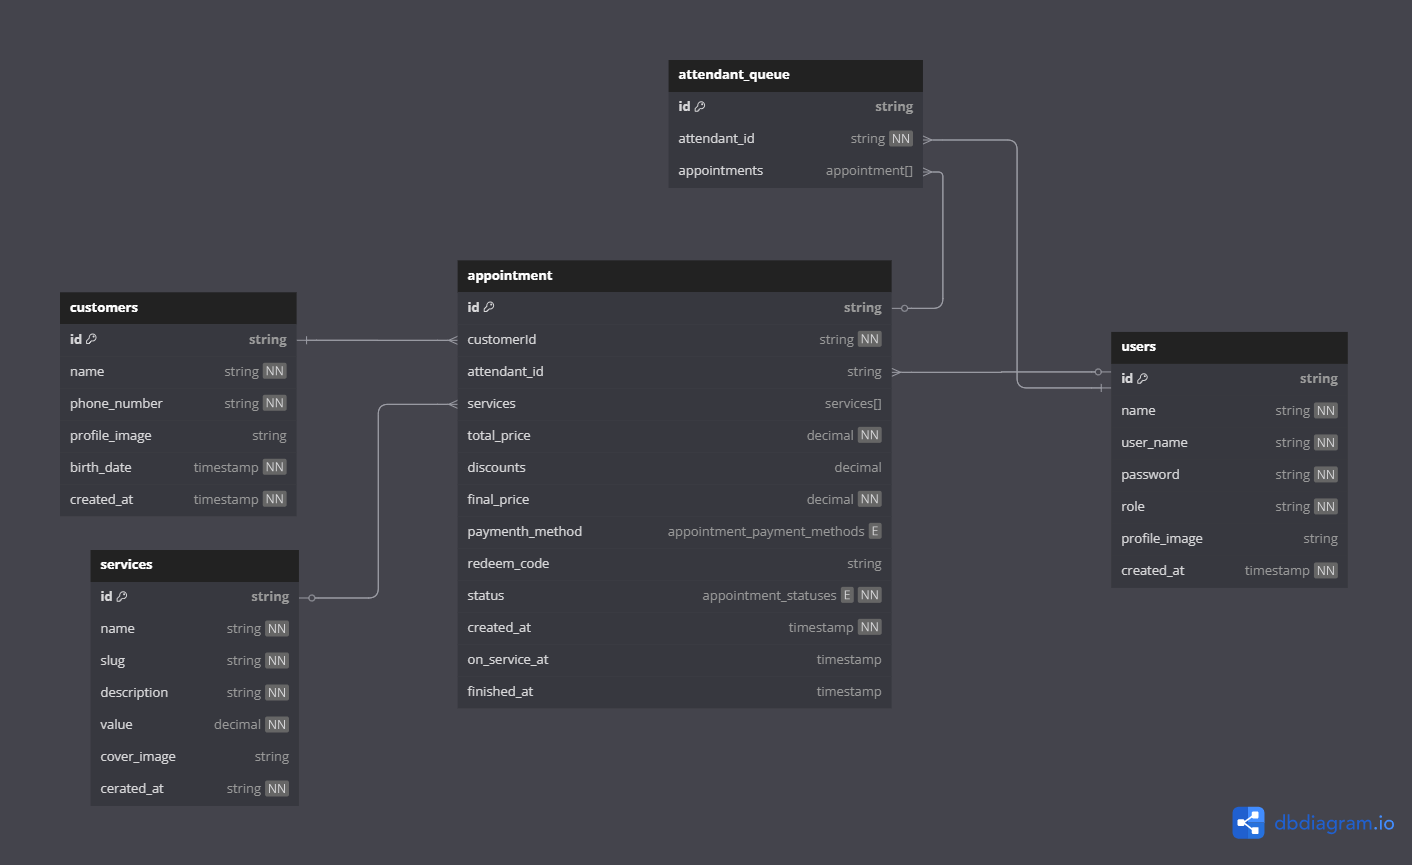 attendant_queue
id string
attendant_id string NN
appointments appointment[]
appointment
id string
customerId string NN
attendant_id string
services services[]
total_price decimal NN
discounts decimal
final_price decimal NN
paymenth_method appointment_payment_methods E
redeem_code string
status appointment_statuses E NN
created_at timestamp NN
on_service_at timestamp
finished_at timestamp
customers
id string
name string NN
phone_number string NN
profile_image string
birth_date timestamp NN
created_at timestamp NN
services
id string
name string NN
slug string NN
description string NN
value decimal NN
cover_image string
cerated_at string NN
users
id string
name string NN
user_name string NN
password string NN
role string NN
profile_image string
created_at timestamp NN
dbdiagram.io